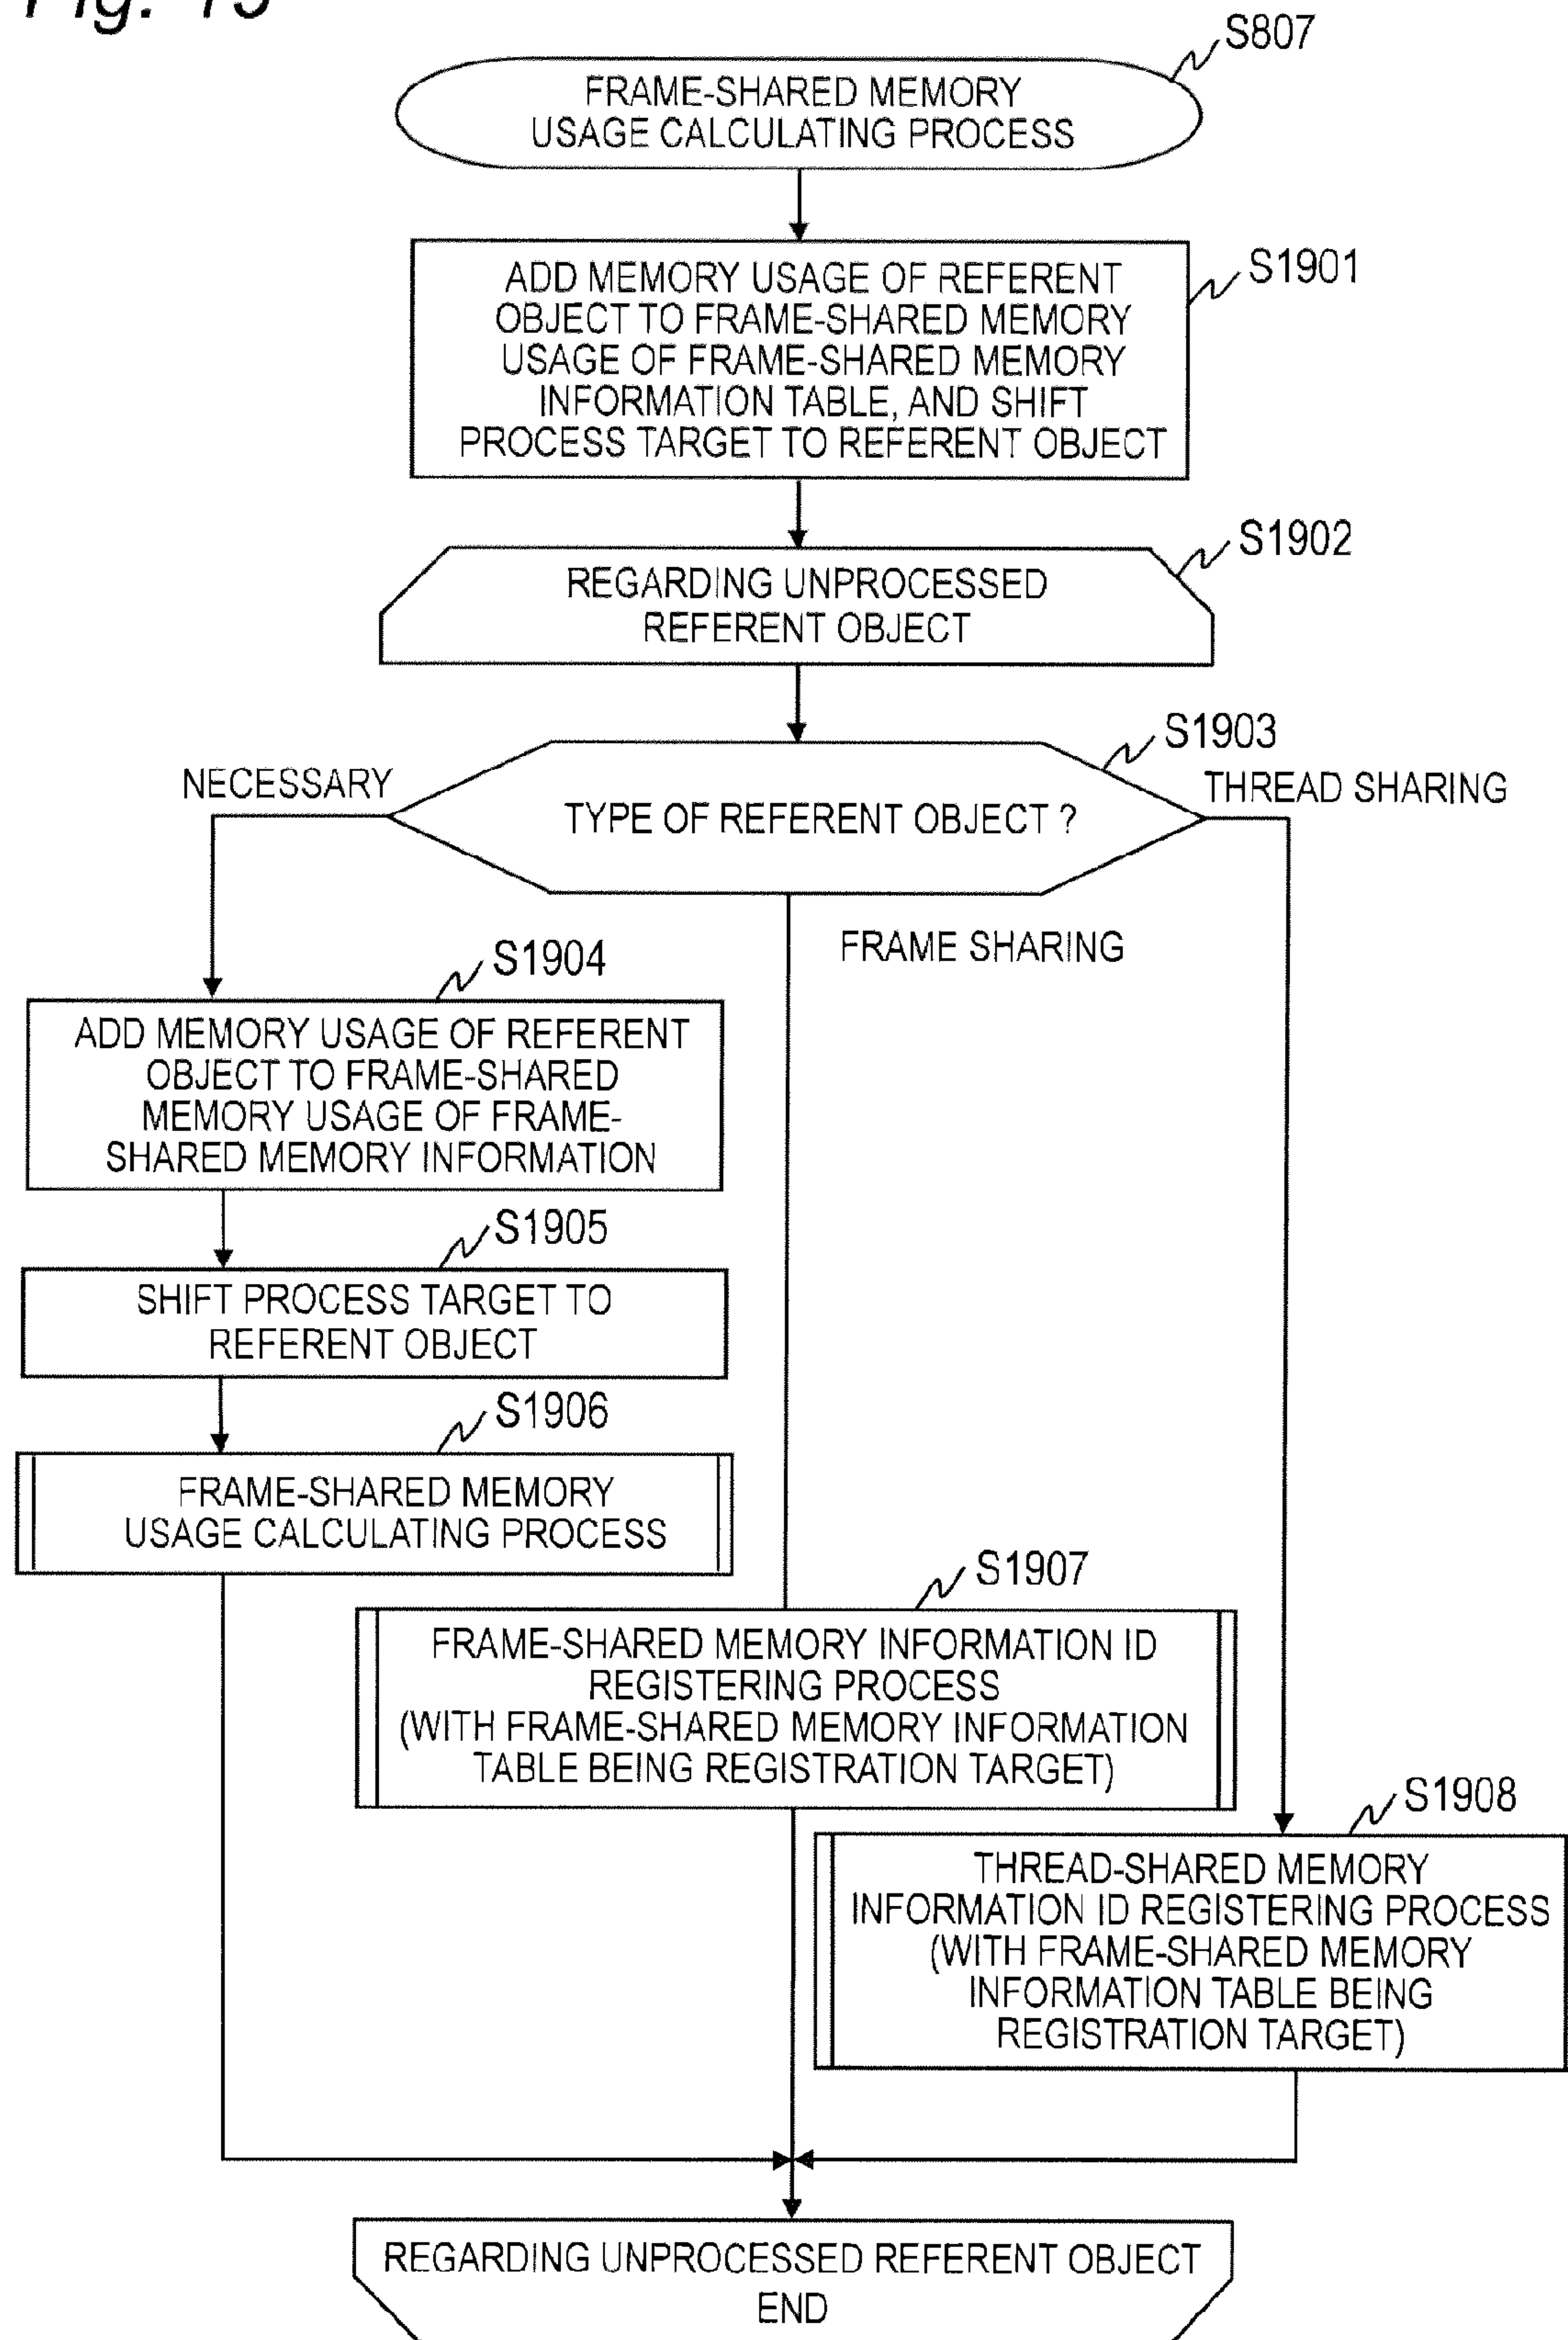 Fig. 19
S807
FRAME-SHARED MEMORY
USAGE CALCULATING PROCESS
S1901
ADD MEMORY USAGE OF REFERENT
OBJECT TO FRAME-SHARED MEMORY
USAGE OF FRAME-SHARED MEMORY
INFORMATION TABLE, AND SHIFT
PROCESS TARGET TO REFERENT OBJECT
S1902
REGARDING UNPROCESSED
REFERENT OBJECT
S1903
NECESSARY
THREAD SHARING
TYPE OF REFERENT OBJECT ?
FRAME SHARING
S1904
ADD MEMORY USAGE OF REFERENT
OBJECT TO FRAME-SHARED
MEMORY USAGE OF FRAME-
SHARED MEMORY INFORMATION
S1905
SHIFT PROCESS TARGET TO
REFERENT OBJECT
S1906
FRAME-SHARED MEMORY
USAGE CALCULATING PROCESS
S1907
FRAME-SHARED MEMORY INFORMATION ID
REGISTERING PROCESS
(WITH FRAME-SHARED MEMORY INFORMATION
TABLE BEING REGISTRATION TARGET)
S1908
THREAD-SHARED MEMORY
INFORMATION ID REGISTERING PROCESS
(WITH FRAME-SHARED MEMORY
INFORMATION TABLE BEING
REGISTRATION TARGET)
REGARDING UNPROCESSED REFERENT OBJECT
END